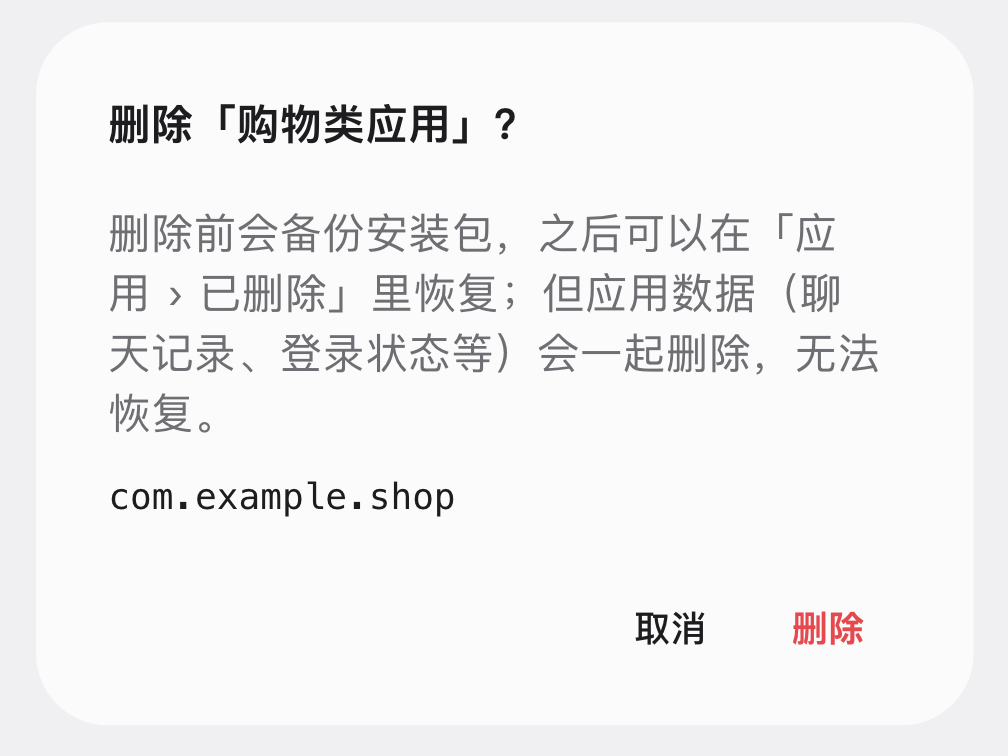 删除「购物类应用」?
删除前会备份安装包，之后可以在「应
用 › 已删除」里恢复；但应用数据（聊
天记录、登录状态等）会一起删除，无法
恢复。
com.example.shop
取消 删除